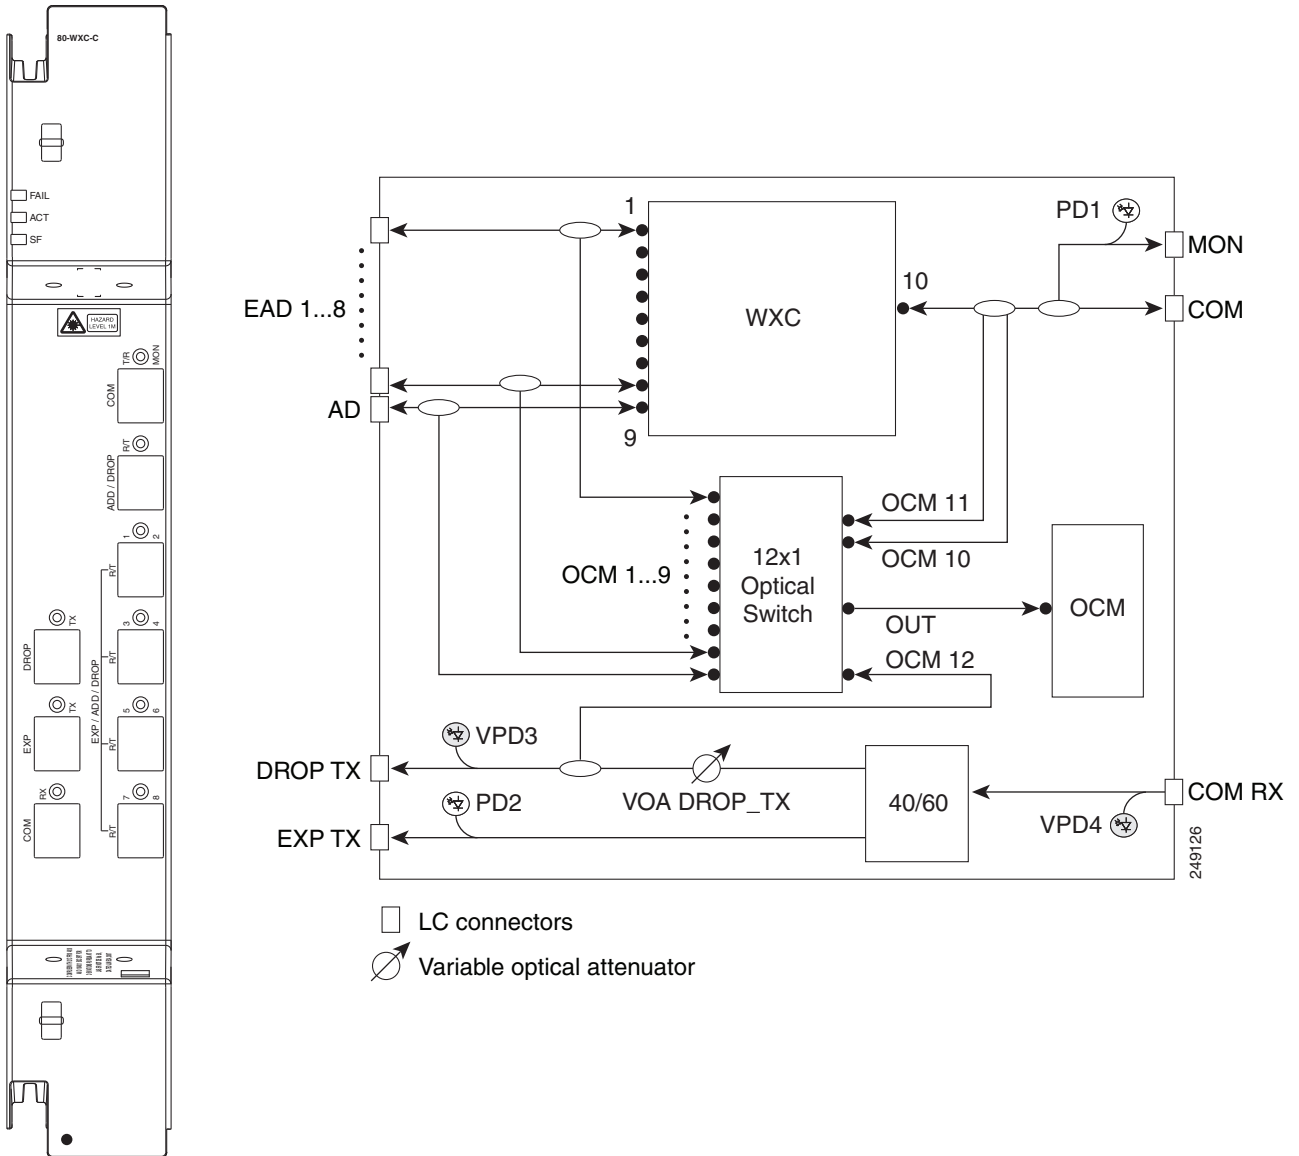 80-WXC-C
FAIL
ACT
SF
HAZARD
LEVEL 1M
T/R
MON
COM
R/T
ADD / DROP
1
2
R/T
3
4
R/T
EXP / ADD / DROP
5
6
R/T
7
8
R/T
TX
DROP
TX
EXP
RX
COM
EAD 1...8
AD
1
9
WXC
10
PD1
MON
COM
OCM 11
OCM 10
OCM 1...9
12x1
Optical
Switch
OUT
OCM 12
OCM
VPD3
DROP TX
VOA DROP_TX
PD2
EXP TX
40/60
COM RX
VPD4
249126
LC connectors
Variable optical attenuator